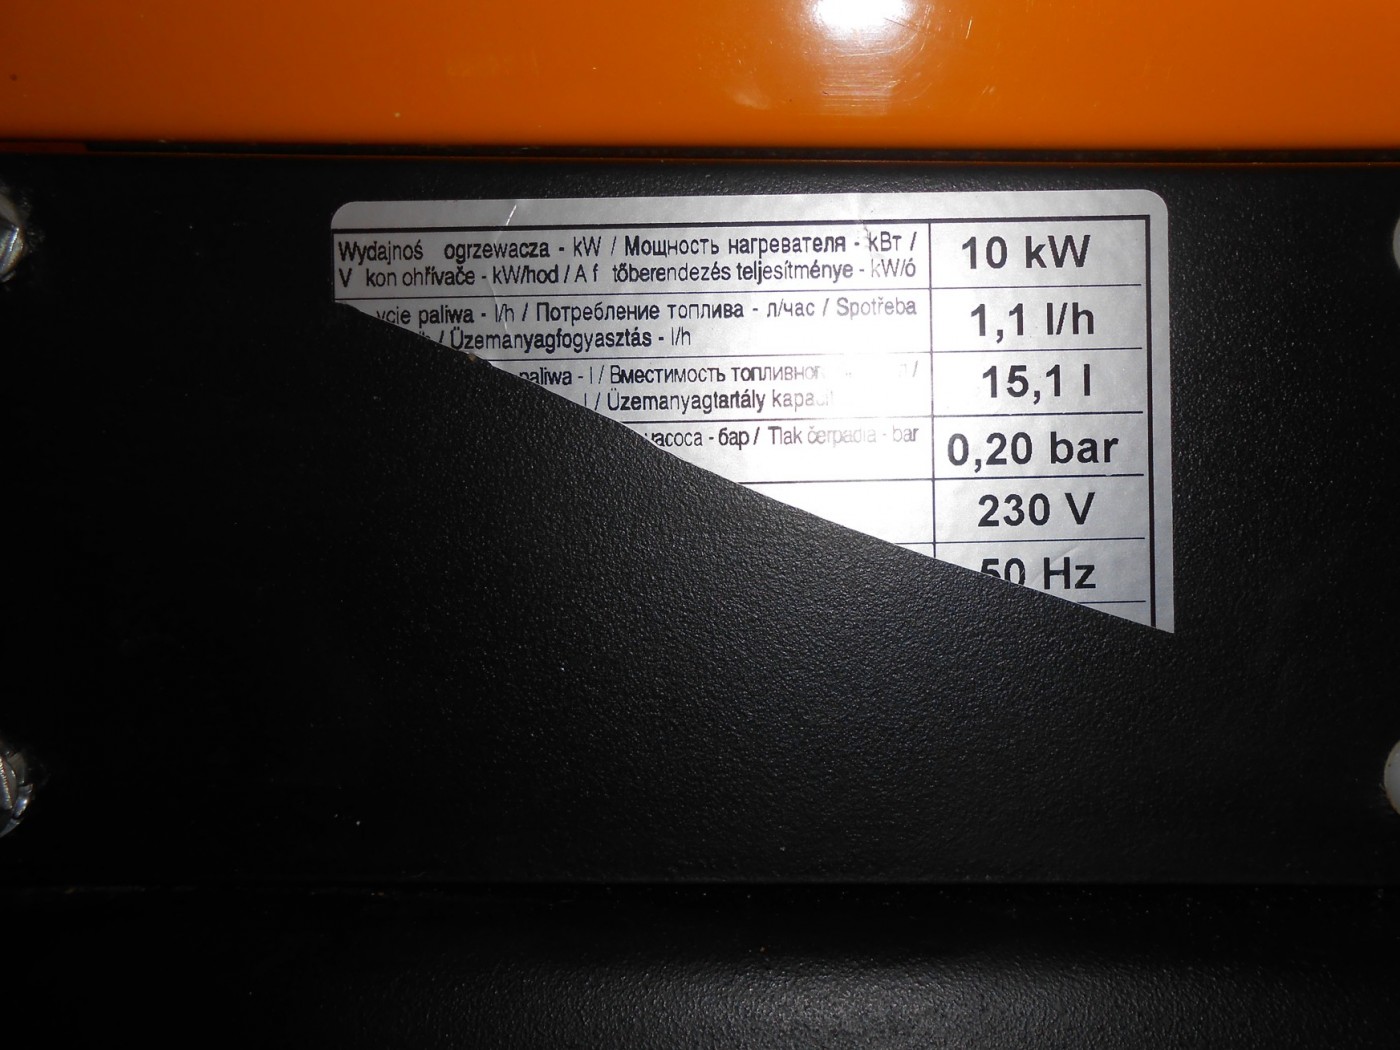 Wydajnoś ogrzewacza - kW / Мощность нагревателя - кВт /
V kon ohřívače - kW/hod / A f tőberendezés teljesítménye - kW/ó
10 kW
paliwa - l/h / Потребление топлива - л/час / Spotřeba
/ Üzemanyagfogyasztás - l/h
1,1 l/h
paliwa - l / Вместимость /
l / Üzemanyagtartály
15,1 l
- бар / Tlak čerpadla - bar
0,20 bar
230 V
50 Hz